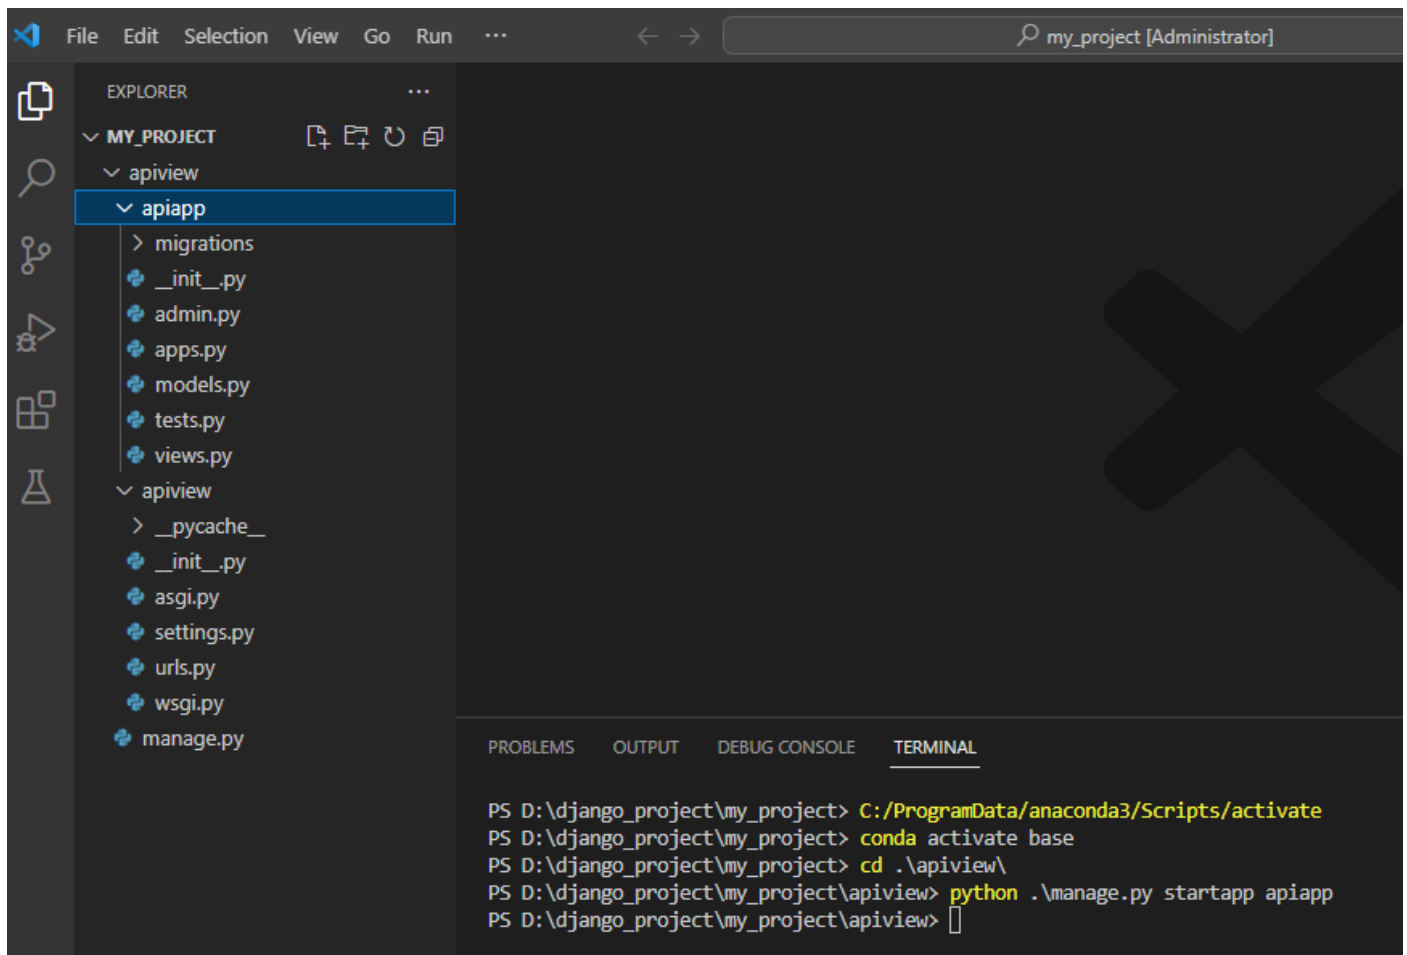 File Edit Selection View Go Run ···
my_project [Administrator]
EXPLORER ···
MY_PROJECT
apiview
apiapp
migrations
__init__.py
admin.py
apps.py
models.py
tests.py
views.py
apiview
__pycache__
__init__.py
asgi.py
settings.py
urls.py
wsgi.py
manage.py
PROBLEMS OUTPUT DEBUG CONSOLE TERMINAL
PS D:\django_project\my_project> C:/ProgramData/anaconda3/Scripts/activate
PS D:\django_project\my_project> conda activate base
PS D:\django_project\my_project> cd .\apiview\
PS D:\django_project\my_project\apiview> python .\manage.py startapp apiapp
PS D:\django_project\my_project\apiview>